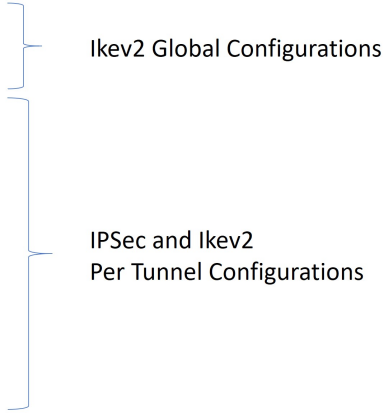 Ikev2 Global Configurations
IPSec and Ikev2
Per Tunnel Configurations